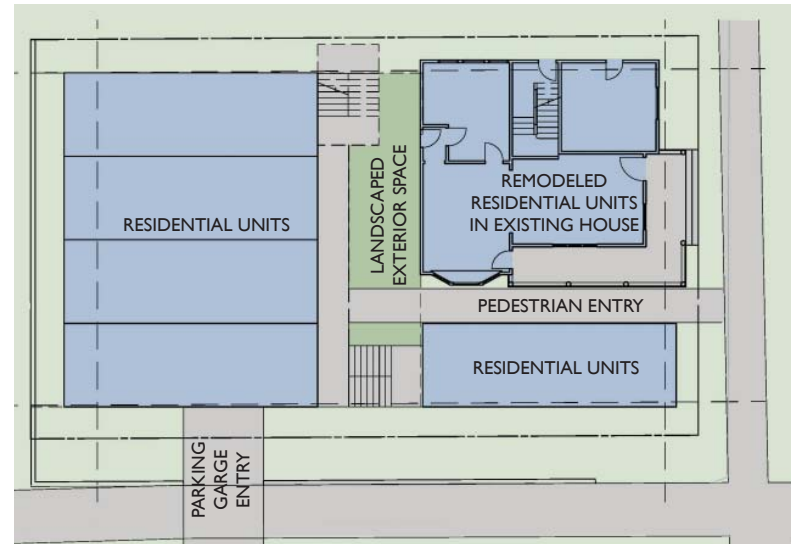 RESIDENTIAL UNITS
LANDSCAPED
EXTERIOR SPACE
REMODELED
RESIDENTIAL UNITS
IN EXISTING HOUSE
PEDESTRIAN ENTRY
RESIDENTIAL UNITS
PARKING
GARGE
ENTRY